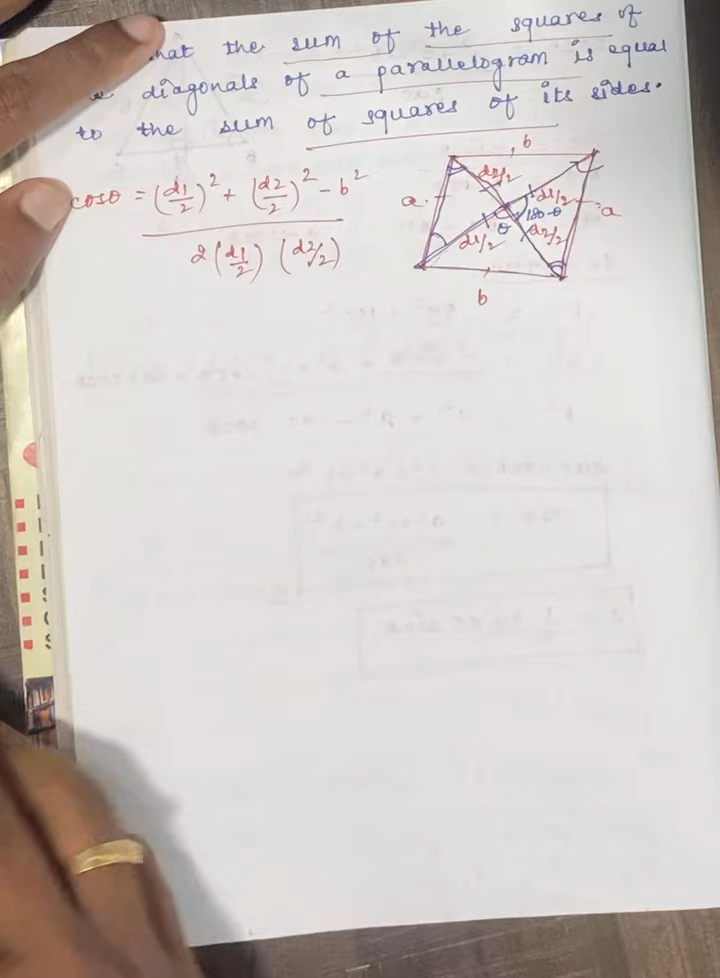 the sum of the squares of
diagonals of a parallelogram is equal
to the sum of squares of its sides.
cosθ = (d1/2)² + (d2/2)² - b²
2(d1/2) (d2/2)
b
d2/2
a
d1/2
a
θ
180-θ
d1/2
d2/2
b